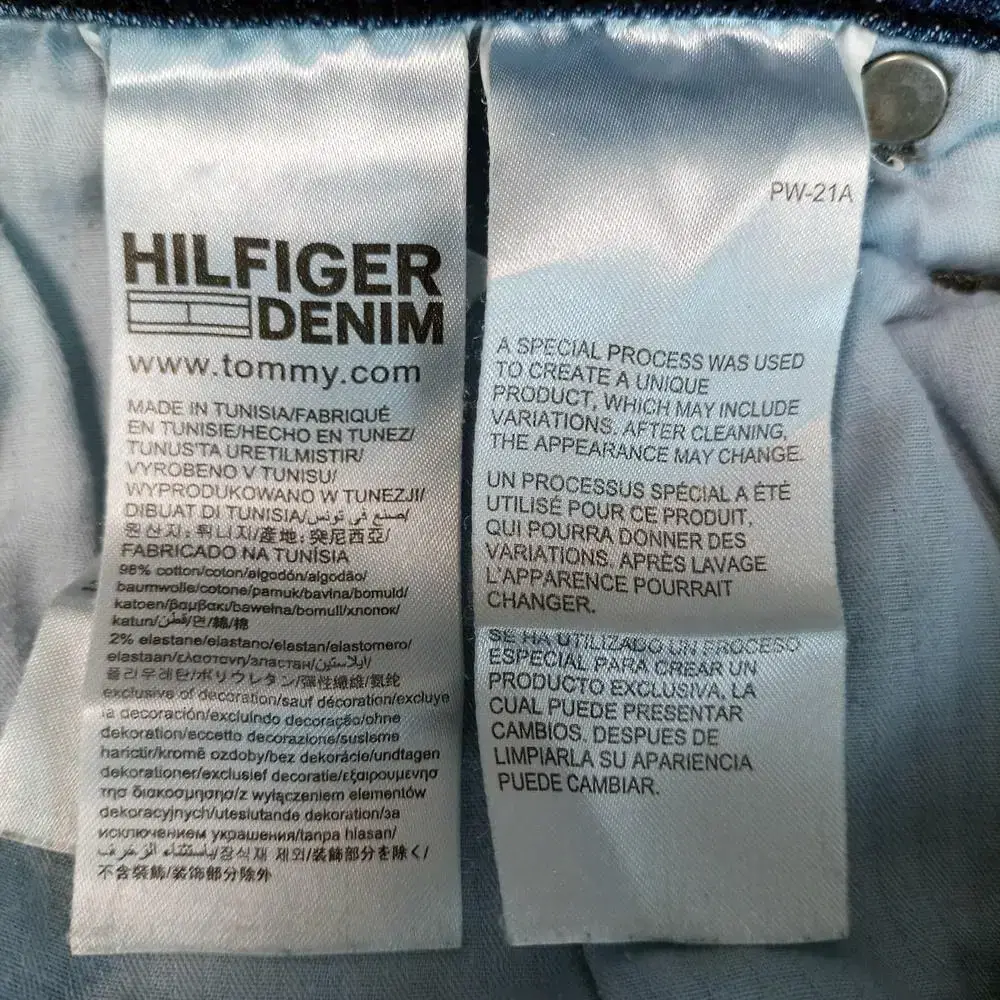 HILFIGER
DENIM
www.tommy.com
MADE IN TUNISIA/FABRIQUÉ
EN TUNISIE/HECHO EN TUNEZ/
TUNUS'TA URETILMISTIR/
VYROBENO V TUNISU/
WYPRODUKOWANO W TUNEZJI/
DIBUAT DI TUNISIA/صنع في تونس/
원산지: 튀니지/產地: 突尼西亞/
FABRICADO NA TUNÍSIA
98% cotton/coton/algodón/algodão/
baumwolle/cotone/pamuk/bavlna/bomuld/
katoen/βαμβακι/bawełna/bomull/хлопок/
katun/قطن/면/綿/棉
2% elastane/elastano/elastan/elastomero/
elastaan/ελαστανη/эластан/ايلاستين/
폴리우레탄/ポリウレタン/彈性纖維/氨纶
exclusive of decoration/sauf décoration/excluye
la decoración/excluindo decoração/ohne
dekoration/eccetto decorazione/susleme
harictir/kromě ozdoby/bez dekorácie/undtagen
dekorationer/exclusief decoratie/εξαιρουμενησ
τησ διακοσμησησ/z wyłączeniem elementów
dekoracyjnych/uteslutande dekoration/за
исключением украшения/tanpa hiasan/
باستثناء الزخرف/장식재 제외/装飾部分を除く/
不含裝飾/装饰部分除外
PW-21A
A SPECIAL PROCESS WAS USED
TO CREATE A UNIQUE
PRODUCT, WHICH MAY INCLUDE
VARIATIONS. AFTER CLEANING,
THE APPEARANCE MAY CHANGE.
UN PROCESSUS SPÉCIAL A ÉTÉ
UTILISÉ POUR CE PRODUIT,
QUI POURRA DONNER DES
VARIATIONS. APRÈS LAVAGE
L'APPARENCE POURRAIT
CHANGER.
SE HA UTILIZADO UN PROCESO
ESPECIAL PARA CREAR UN
PRODUCTO EXCLUSIVA. LA
CUAL PUEDE PRESENTAR
CAMBIOS. DESPUES DE
LIMPIARLA SU APARIENCIA
PUEDE CAMBIAR.